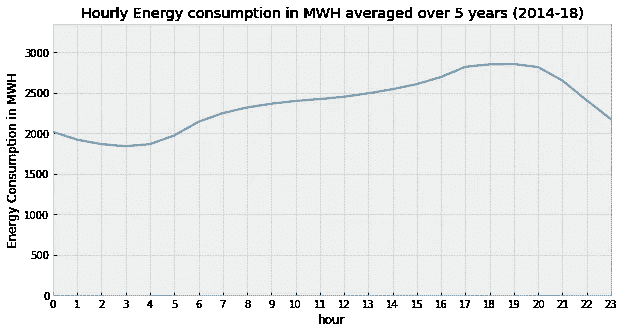 Hourly Energy consumption in MWH averaged over 5 years (2014-18)
Energy Consumption in MWH
3000
2500
2000
1500
1000
500
0
0 1 2 3 4 5 6 7 8 9 10 11 12 13 14 15 16 17 18 19 20 21 22 23
hour